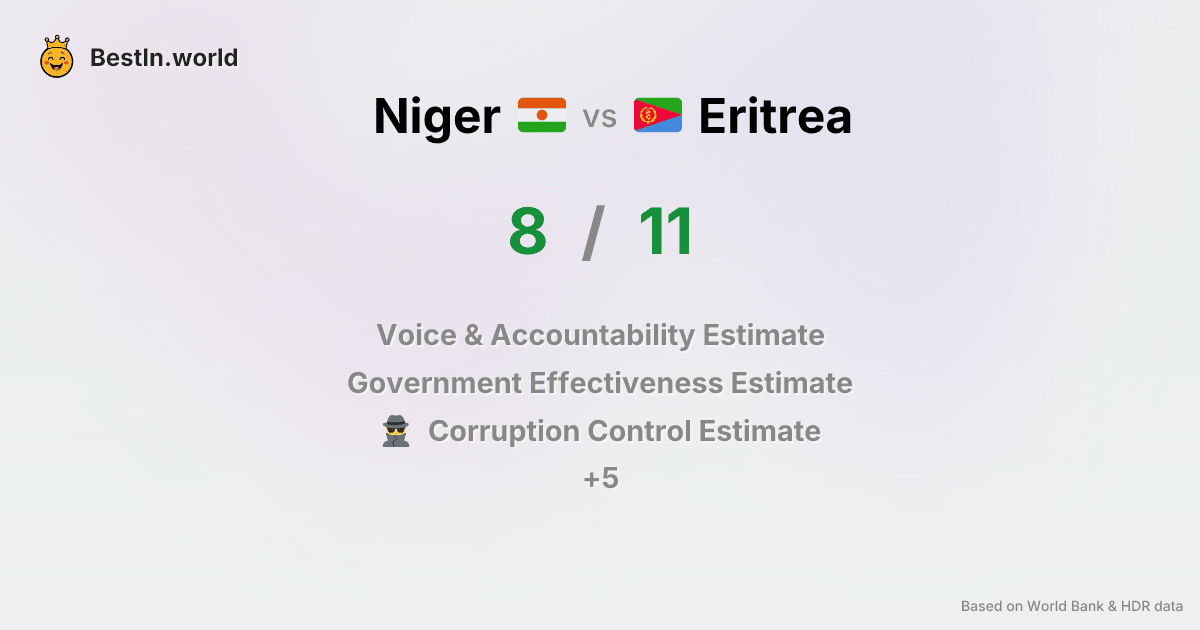 BestIn.world
Niger vs Eritrea
8 / 11
Voice & Accountability Estimate
Government Effectiveness Estimate
Corruption Control Estimate
+5
Based on World Bank & HDR data